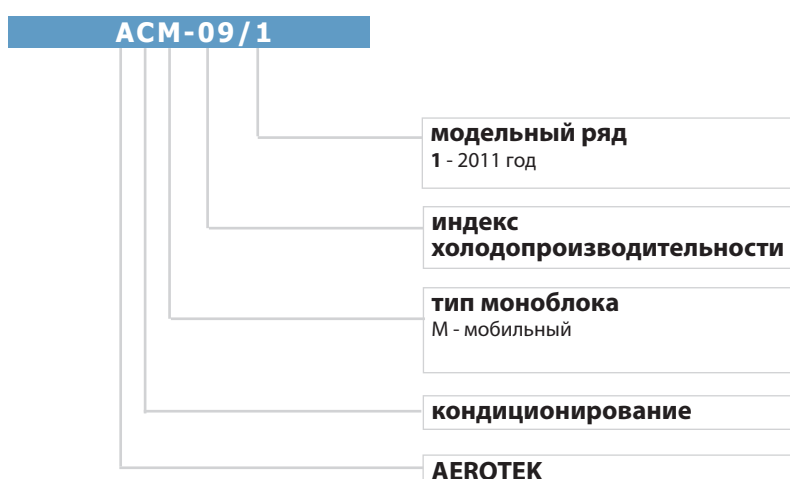 ACM-09/1
модельный ряд
1 - 2011 год
индекс
холодопроизводительности
тип моноблока
М - мобильный
кондиционирование
AEROTEK